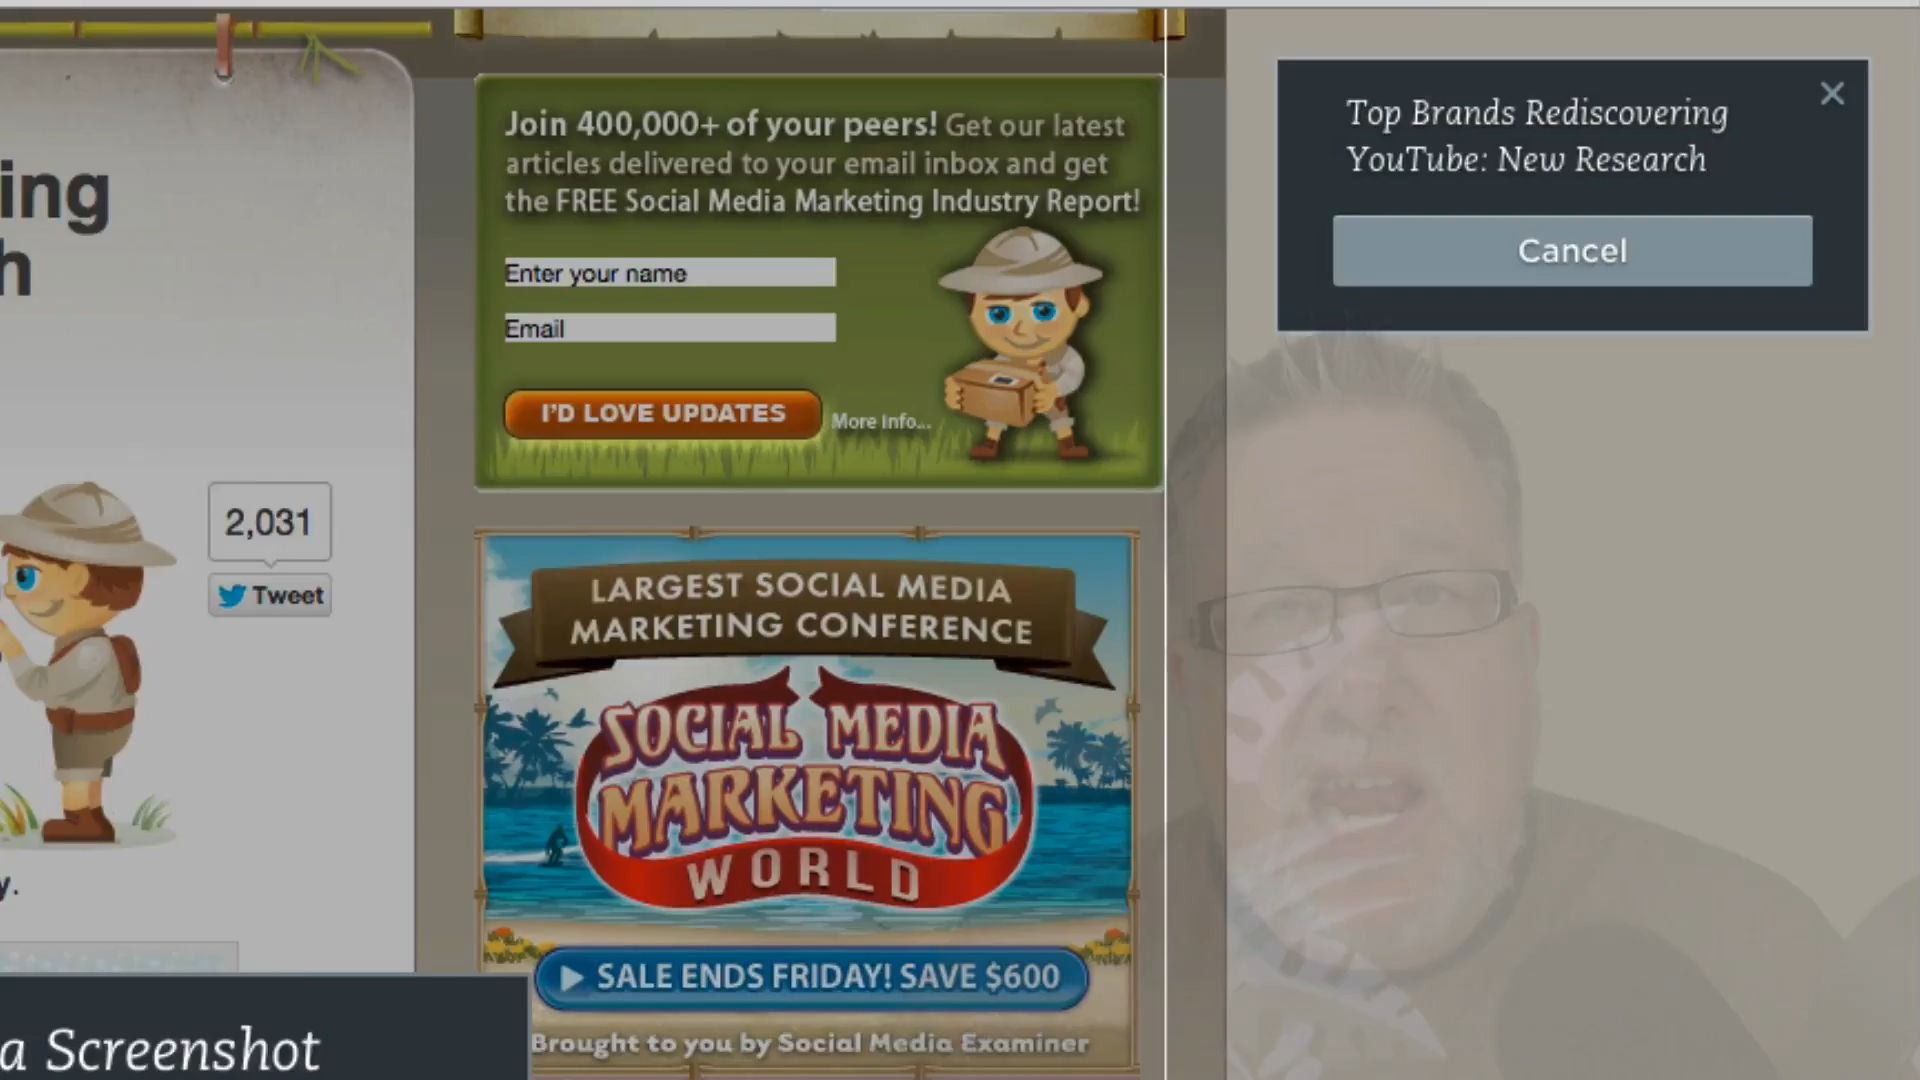 ing
h
Join 400,000+ of your peers! Get our latest
articles delivered to your email inbox and get
the FREE Social Media Marketing Industry Report!
Enter your name
Email
I'D LOVE UPDATES
More info...
Top Brands Rediscovering
YouTube: New Research
Cancel
2,031
Tweet
LARGEST SOCIAL MEDIA
MARKETING CONFERENCE
SOCIAL MEDIA
MARKETING
WORLD
y.
SALE ENDS FRIDAY! SAVE $600
Brought to you by Social Media Examiner
a Screenshot